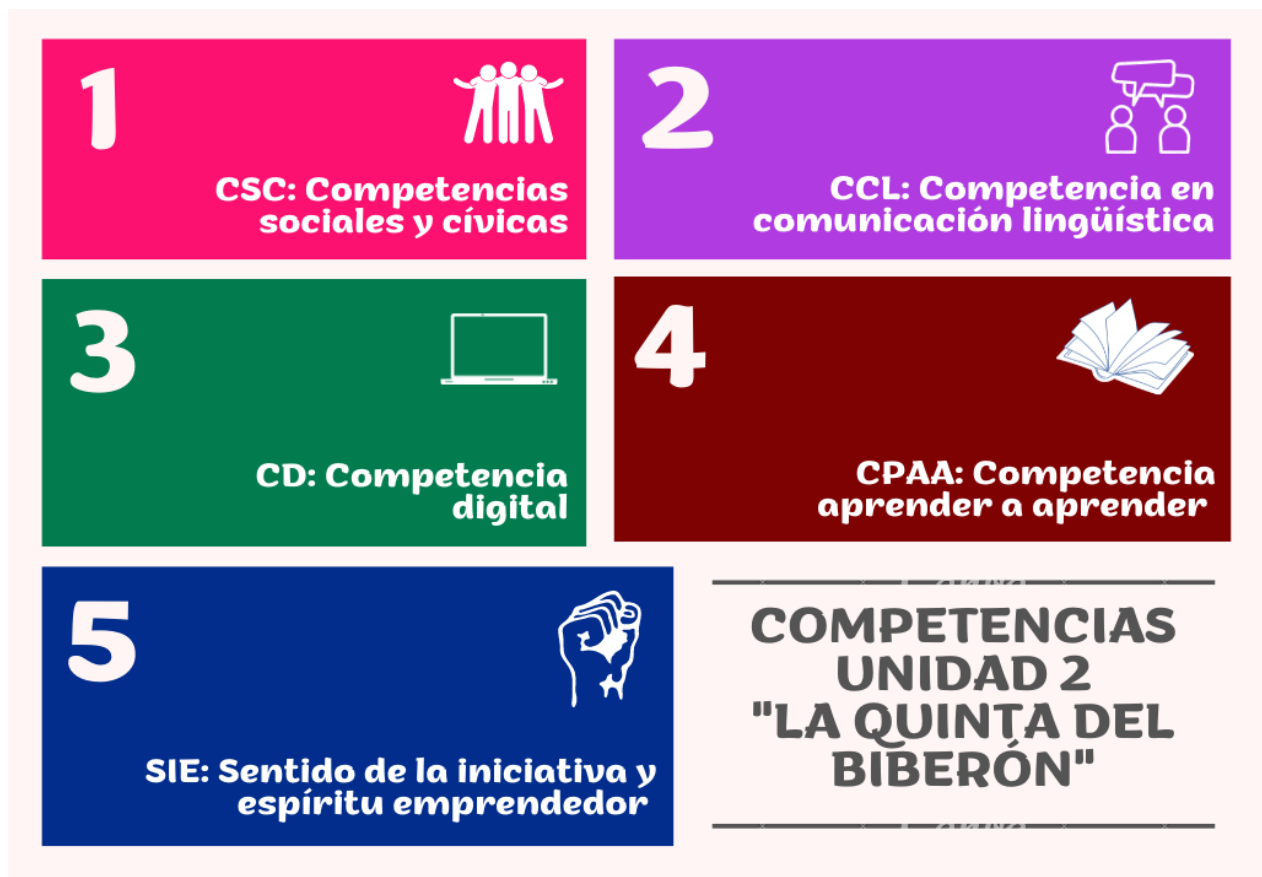 1
CSC: Competencias
sociales y cívicas
2
CCL: Competencia en
comunicación lingüística
3
CD: Competencia
digital
4
CPAA: Competencia
aprender a aprender
5
SIE: Sentido de la iniciativa y
espíritu emprendedor
COMPETENCIAS
UNIDAD 2
"LA QUINTA DEL
BIBERÓN"